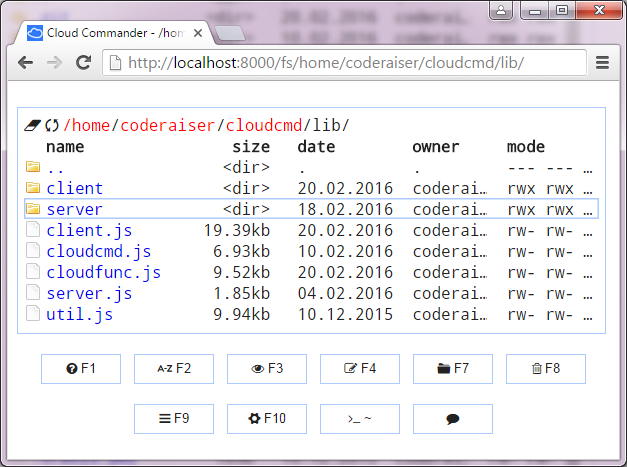 Cloud Commander - /hom
http://localhost:8000/fs/home/coderaiser/cloudcmd/lib/
/home/coderaiser/cloudcmd/lib/
name size date owner mode
.. <dir> . . --- --- …
client <dir> 20.02.2016 coderai… rwx rwx …
server <dir> 18.02.2016 coderai… rwx rwx …
client.js 19.39kb 20.02.2016 coderai… rw- rw- …
cloudcmd.js 6.93kb 10.02.2016 coderai… rw- rw- …
cloudfunc.js 9.52kb 20.02.2016 coderai… rw- rw- …
server.js 1.85kb 04.02.2016 coderai… rw- rw- …
util.js 9.94kb 10.12.2015 coderai… rw- rw- …
F1 A-Z F2 F3 F4 F7 F8
F9 F10 >_ ~